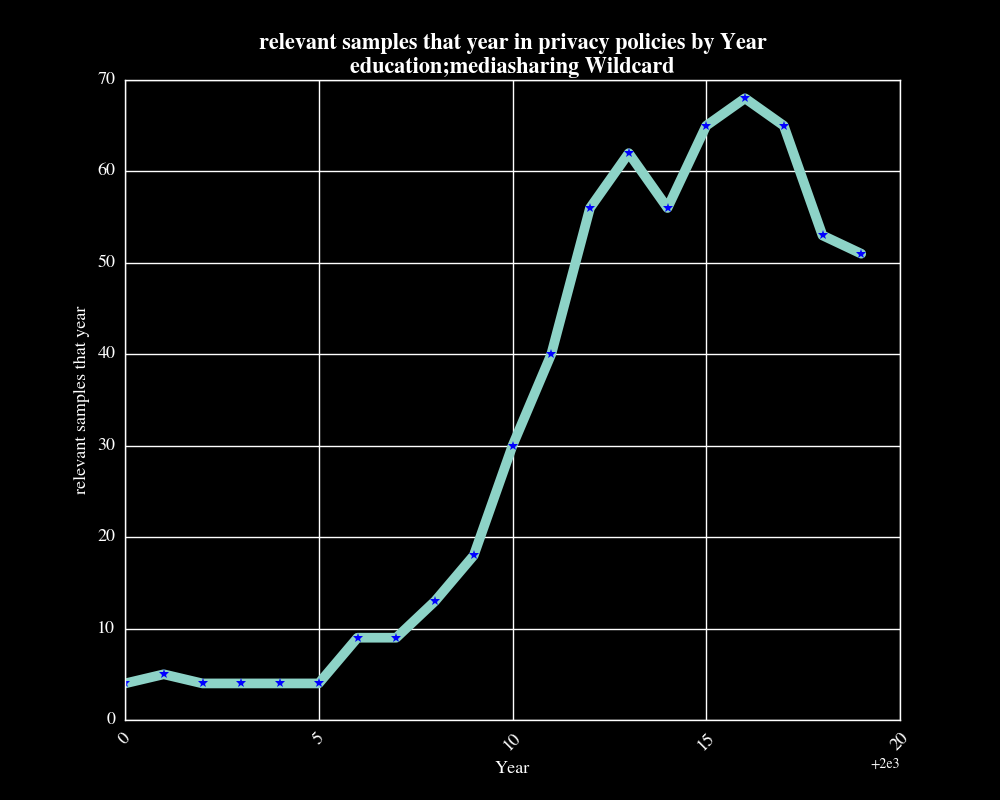 relevant samples that year in privacy policies by Year
education;mediasharing Wildcard
70
60
50
40
30
20
10
0
relevant samples that year
0 5 10 15 20
Year
+2e3